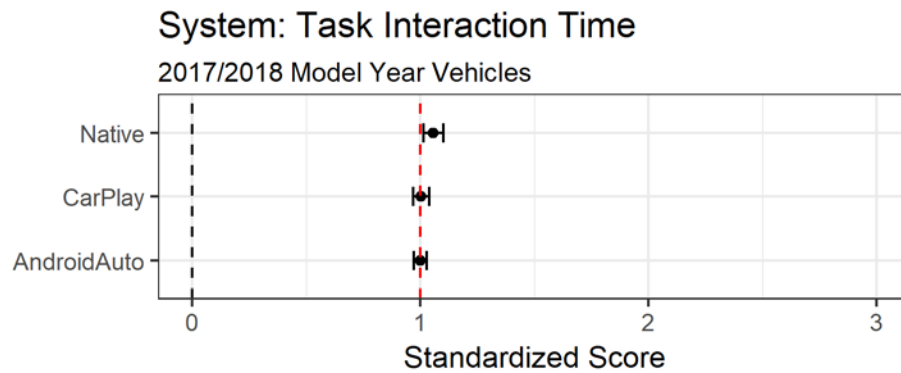 System: Task Interaction Time
2017/2018 Model Year Vehicles
Native
CarPlay
AndroidAuto
0 1 2 3
Standardized Score